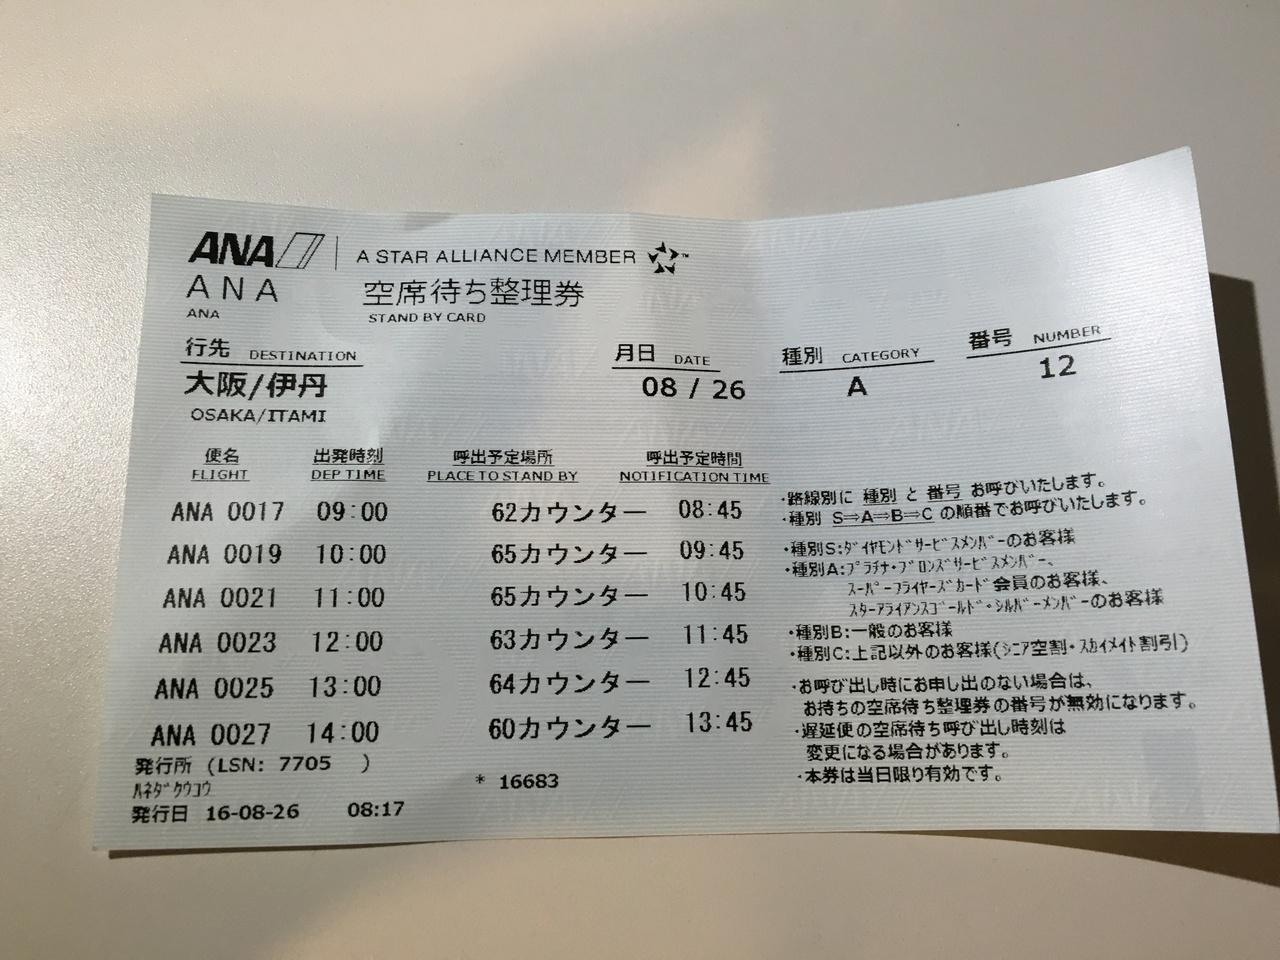 ANA A STAR ALLIANCE MEMBER ™
ANA 空席待ち整理券
ANA STAND BY CARD
行先 DESTINATION 月日 DATE 種別 CATEGORY 番号 NUMBER
大阪/伊丹 08 / 26 A 12
OSAKA/ITAMI
便名 出発時刻 呼出予定場所 呼出予定時間
FLIGHT DEP TIME PLACE TO STAND BY NOTIFICATION TIME
ANA 0017 09:00 62カウンター 08:45
ANA 0019 10:00 65カウンター 09:45
ANA 0021 11:00 65カウンター 10:45
ANA 0023 12:00 63カウンター 11:45
ANA 0025 13:00 64カウンター 12:45
ANA 0027 14:00 60カウンター 13:45
・路線別に 種別 と 番号 お呼びいたします。
・種別 S⇒A⇒B⇒C の順番でお呼びいたします。
・種別S:ﾀﾞｲﾔﾓﾝﾄﾞｻｰﾋﾞｽﾒﾝﾊﾞｰのお客様
・種別A:ﾌﾟﾗﾁﾅ・ﾌﾞﾛﾝｽﾞｻｰﾋﾞｽﾒﾝﾊﾞｰ、
ｽｰﾊﾟｰﾌﾗｲﾔｰｽﾞｶｰﾄﾞ会員のお客様、
ｽﾀｰｱﾗｲｱﾝｽｺﾞｰﾙﾄﾞ・ｼﾙﾊﾞｰﾒﾝﾊﾞｰのお客様
・種別B:一般のお客様
・種別C:上記以外のお客様(ｼﾆｱ空割・ｽｶｲﾒｲﾄ割引)
・お呼び出し時にお申し出のない場合は、
お持ちの空席待ち整理券の番号が無効になります。
・遅延便の空席待ち呼び出し時刻は
変更になる場合があります。
・本券は当日限り有効です。
発行所 (LSN: 7705 )
ﾊﾈﾀﾞｸｳｺｳ * 16683
発行日 16-08-26 08:17